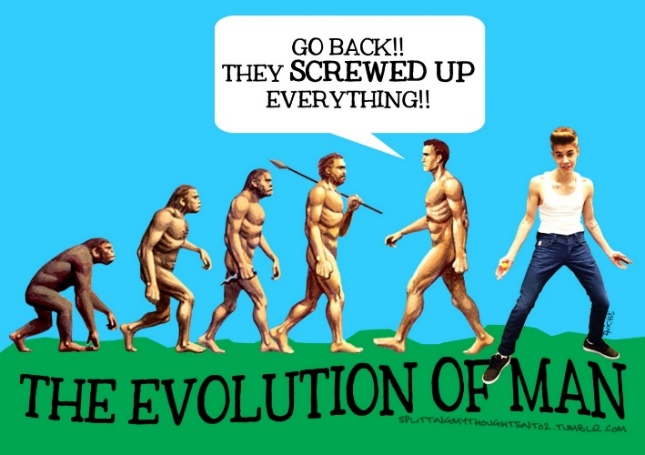 GO BACK!!
THEY SCREWED UP
EVERYTHING!!
THE EVOLUTION OF MAN
SPLITTINGMYTHOUGHTSINTO2.TUMBLR.COM